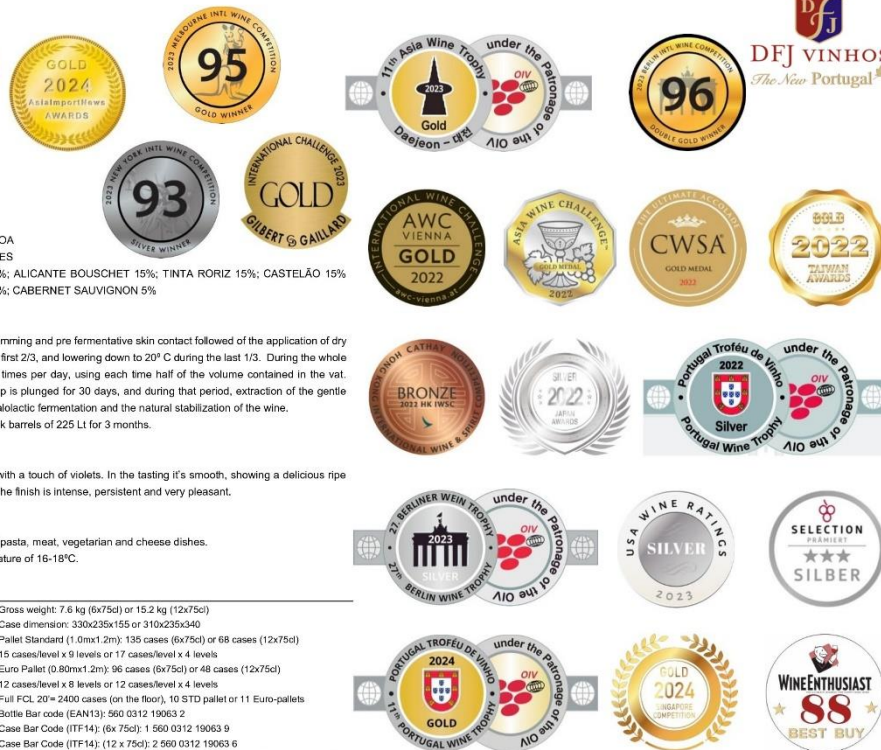 DFJ
DFJ VINHOS
The New Portugal
GOLD
2024
AsiaImportNews
AWARDS
2023 MELBOURNE INTL WINE COMPETITION
95
GOLD WINNER
11th Asia Wine Trophy
2023
Gold
Daejeon - 대전
under the Patronage of the OIV
OIV
2023 BERLIN INTL WINE COMPETITION
96
DOUBLE GOLD WINNER
2023 NEW YORK INTL WINE COMPETITION
93
SILVER WINNER
INTERNATIONAL CHALLENGE 2023
GOLD
GILBERT & GAILLARD
INTERNATIONAL WINE CHALLENGE
AWC
VIENNA
GOLD
2022
awc-vienna.at
ASIA WINE CHALLENGE
GOLD MEDAL
2022
THE ULTIMATE ACCOLADE
CWSA
GOLD MEDAL
2022
GOLD
2022
TAIWAN
AWARDS
OA
ES
%; ALICANTE BOUSCHET 15%; TINTA RORIZ 15%; CASTELÃO 15%
%; CABERNET SAUVIGNON 5%
mming and pre fermentative skin contact followed of the application of dry
first 2/3, and lowering down to 20º C during the last 1/3. During the whole
times per day, using each time half of the volume contained in the vat.
p is plunged for 30 days, and during that period, extraction of the gentle
alolactic fermentation and the natural stabilization of the wine.
k barrels of 225 Lt for 3 months.
BRONZE
2022 HK IWSC
SILVER
2022
JAPAN
AWARDS
Portugal Troféu de Vinho
2022
Silver
Portugal Wine Trophy
under the Patronage of the OIV
OIV
with a touch of violets. In the tasting it's smooth, showing a delicious ripe
he finish is intense, persistent and very pleasant.
pasta, meat, vegetarian and cheese dishes.
ature of 16-18ºC.
27. BERLINER WEIN TROPHY
2023
SILVER
27th BERLIN WINE TROPHY
under the Patronage of the OIV
OIV
USA WINE RATINGS
SILVER
2023
SELECTION
PRÄMIERT
SILBER
Gross weight: 7.6 kg (6x75cl) or 15.2 kg (12x75cl)
Case dimension: 330x235x155 or 310x235x340
Pallet Standard (1.0mx1.2m): 135 cases (6x75cl) or 68 cases (12x75cl)
15 cases/level x 9 levels or 17 cases/level x 4 levels
Euro Pallet (0.80mx1.2m): 96 cases (6x75cl) or 48 cases (12x75cl)
12 cases/level x 8 levels or 12 cases/level x 4 levels
Full FCL 20'= 2400 cases (on the floor), 10 STD pallet or 11 Euro-pallets
Bottle Bar code (EAN13): 560 0312 19063 2
Case Bar Code (ITF14): (6x 75cl): 1 560 0312 19063 9
Case Bar Code (ITF14): (12 x 75cl): 2 560 0312 19063 6
PORTUGAL TROFÉU DE VINHO
2024
GOLD
11th PORTUGAL WINE TROPHY
under the Patronage of the OIV
OIV
GOLD
2024
SINGAPORE
COMPETITION
WINEENTHUSIAST
88
BEST BUY